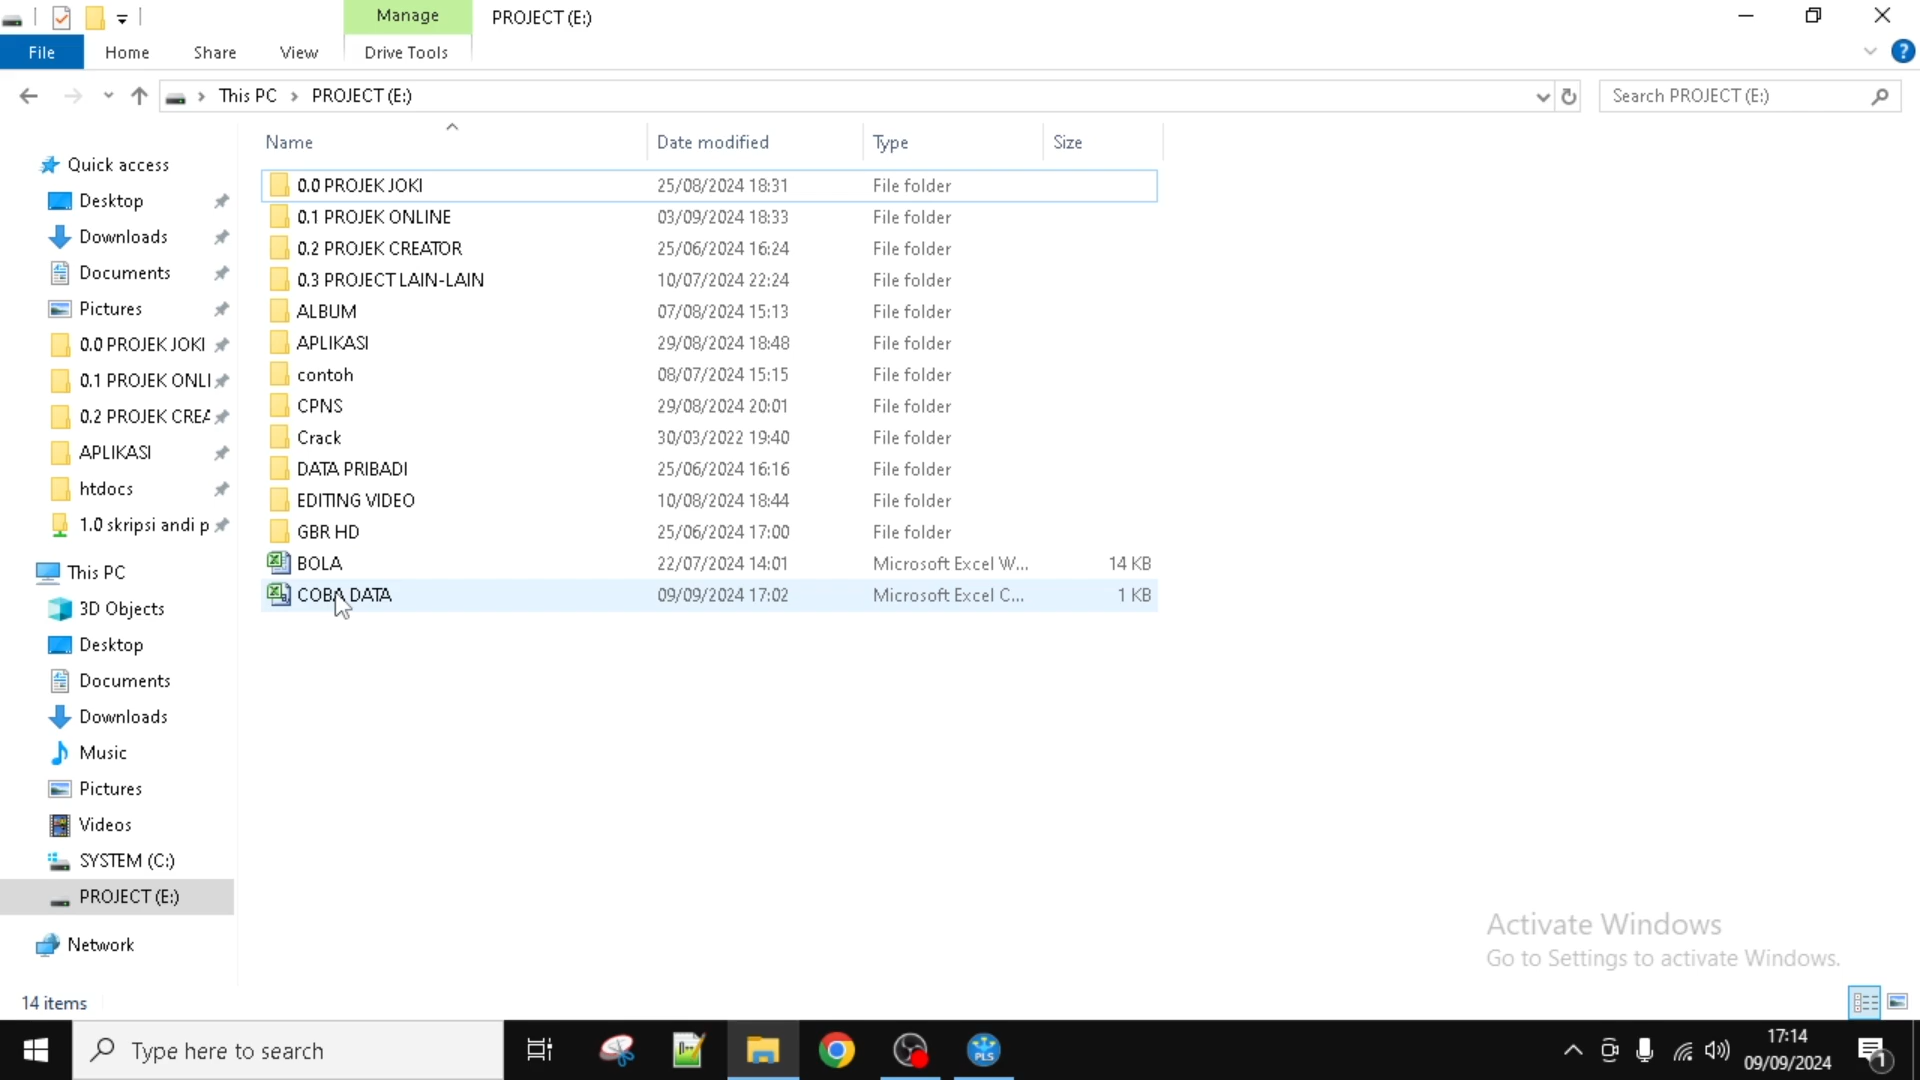 Manage
PROJECT (E:)
File
Home
Share
View
Drive Tools
This PC > PROJECT (E:)
Search PROJECT (E:)
Name
Date modified
Type
Size
Quick access
Desktop
Downloads
Documents
Pictures
0.0 PROJEK JOKI
0.1 PROJEK ONLI
0.2 PROJEK CREA
APLIKASI
htdocs
1.0 skripsi andi p
This PC
3D Objects
Desktop
Documents
Downloads
Music
Pictures
Videos
SYSTEM (C:)
PROJECT (E:)
Network
0.0 PROJEK JOKI 25/08/2024 18:31 File folder
0.1 PROJEK ONLINE 03/09/2024 18:33 File folder
0.2 PROJEK CREATOR 25/06/2024 16:24 File folder
0.3 PROJECT LAIN-LAIN 10/07/2024 22:24 File folder
ALBUM 07/08/2024 15:13 File folder
APLIKASI 29/08/2024 18:48 File folder
contoh 08/07/2024 15:15 File folder
CPNS 29/08/2024 20:01 File folder
Crack 30/03/2022 19:40 File folder
DATA PRIBADI 25/06/2024 16:16 File folder
EDITING VIDEO 10/08/2024 18:44 File folder
GBR HD 25/06/2024 17:00 File folder
BOLA 22/07/2024 14:01 Microsoft Excel W... 14 KB
COBA DATA 09/09/2024 17:02 Microsoft Excel C... 1 KB
Activate Windows
Go to Settings to activate Windows.
14 items
Type here to search
PLS
17:14
09/09/2024
1